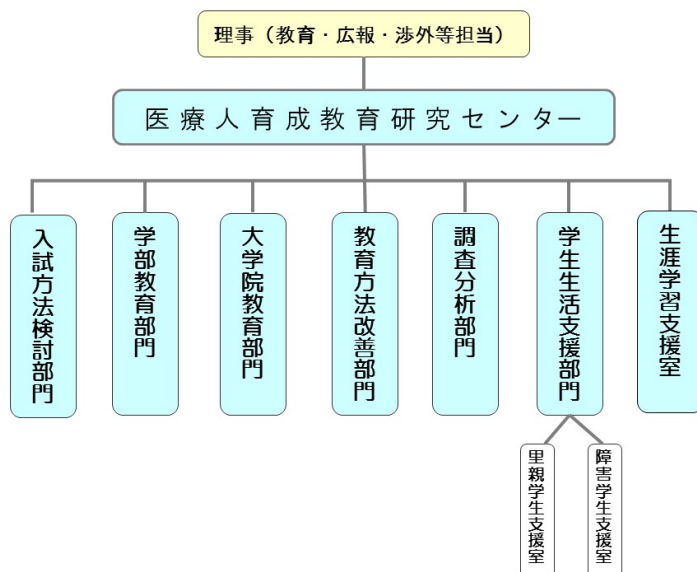 理事（教育・広報・渉外等担当）
医療人育成教育研究センター
入試方法検討部門
学部教育部門
大学院教育部門
教育方法改善部門
調査分析部門
学生生活支援部門
生涯学習支援室
里親学生支援室
障害学生支援室